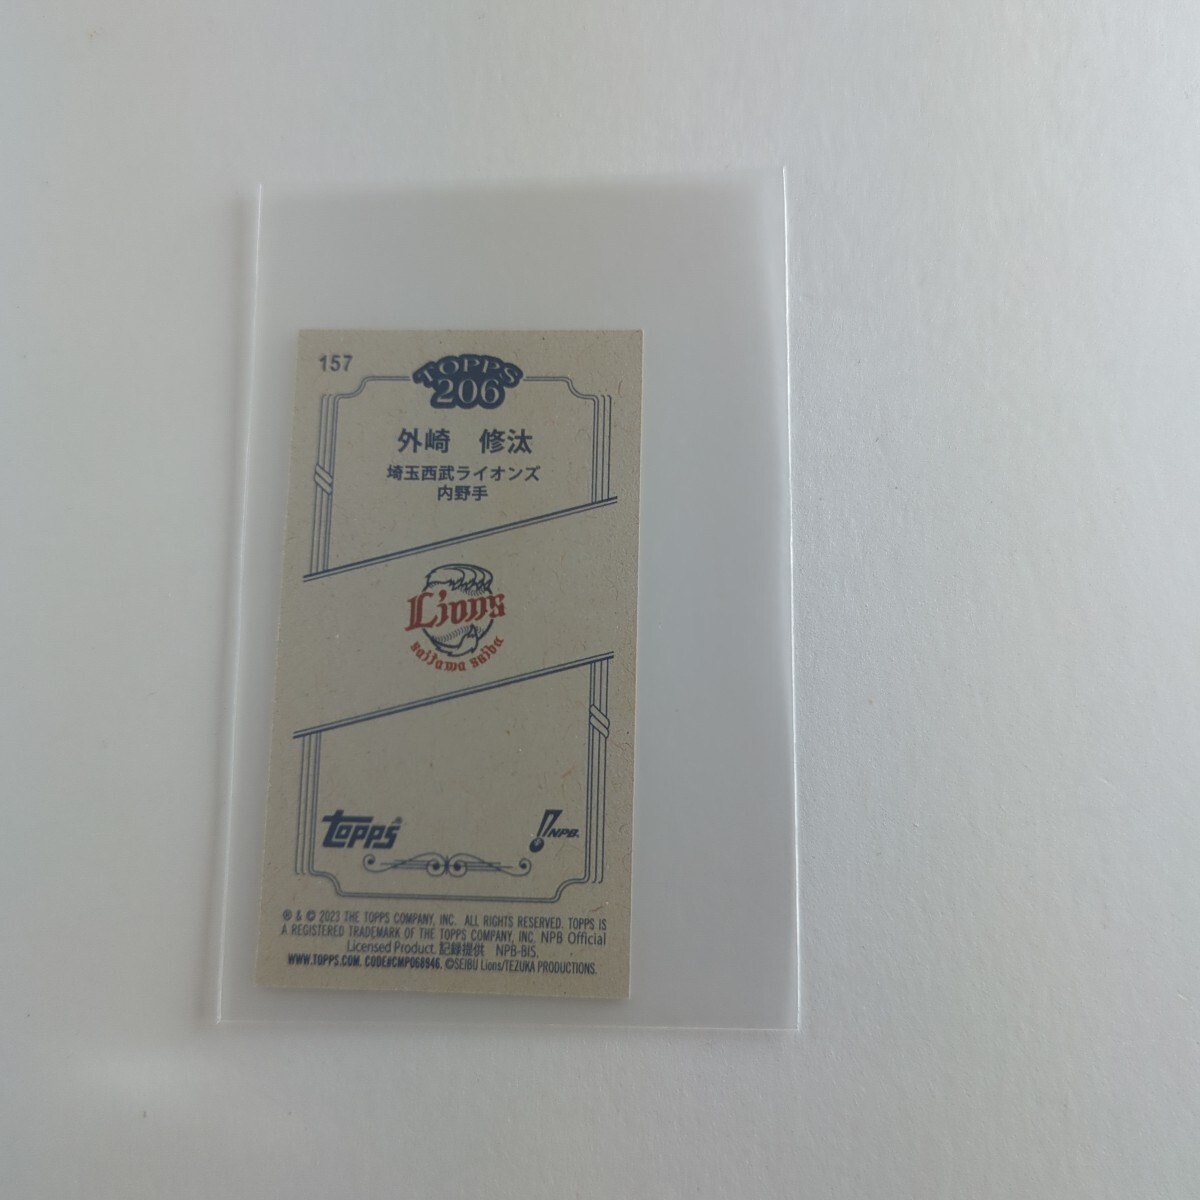 157
TOPPS
206
外崎 修汰
埼玉西武ライオンズ
内野手
Lions
saitama seibu
topps®
NPB.
® & © 2023 THE TOPPS COMPANY, INC. ALL RIGHTS RESERVED. TOPPS IS
A REGISTERED TRADEMARK OF THE TOPPS COMPANY, INC. NPB Official
Licensed Product. 記録提供 NPB-BIS.
WWW.TOPPS.COM. CODE#CMP068946. ©SEIBU Lions/TEZUKA PRODUCTIONS.